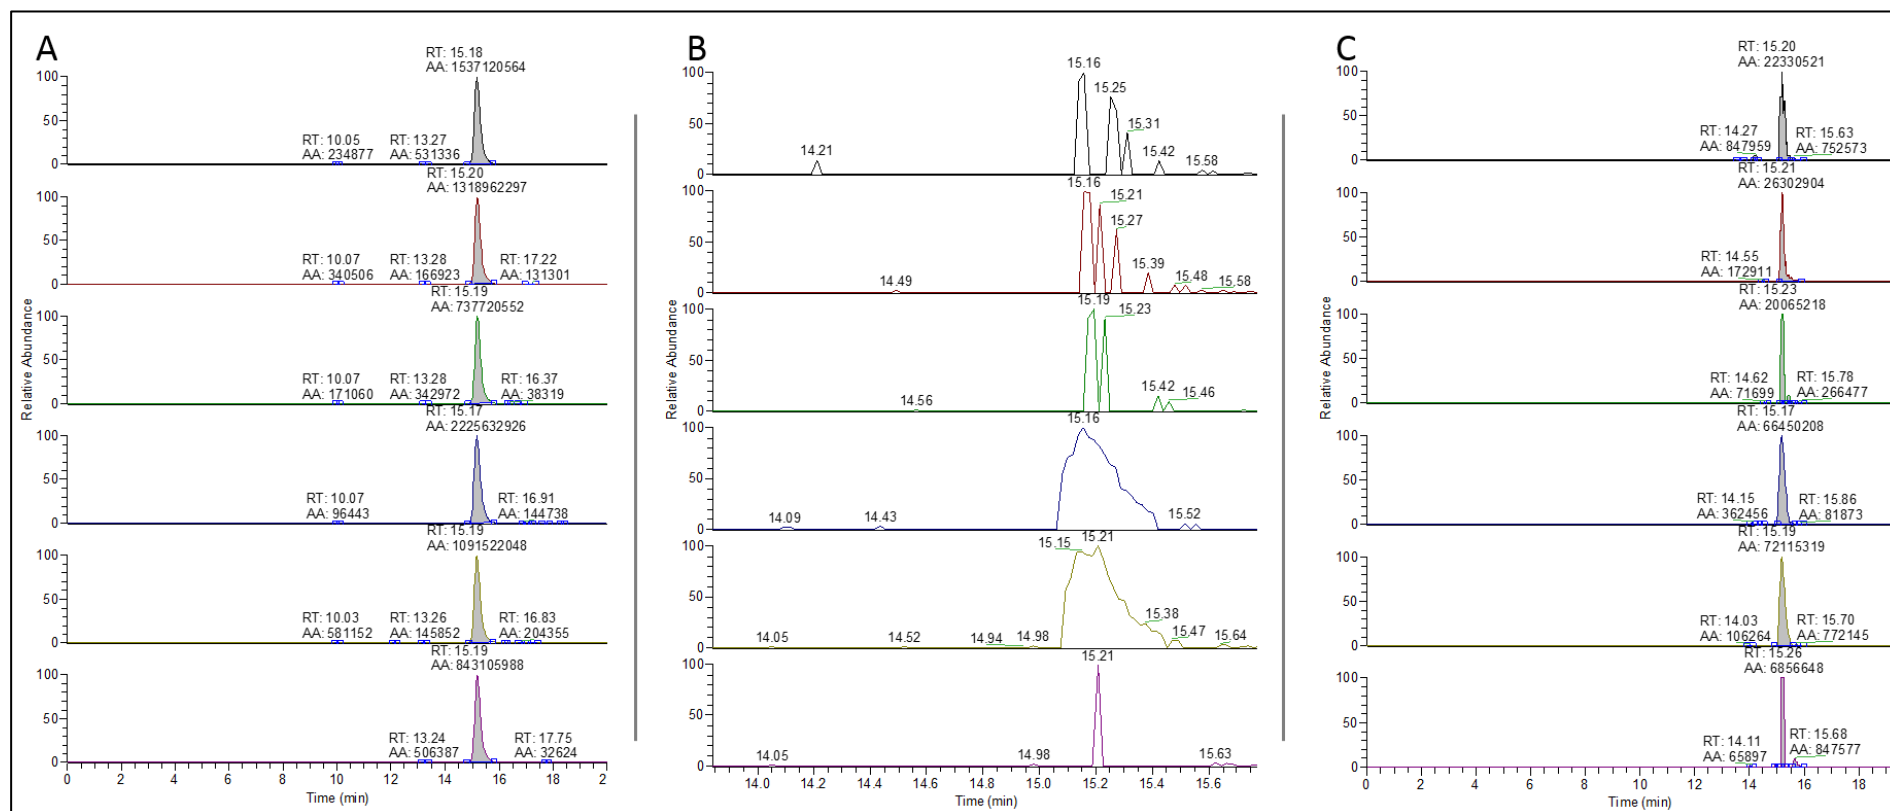 A
Relative Abundance
RT: 15.18
AA: 1537120564
100
50
0
RT: 10.05
AA: 234877
RT: 13.27
AA: 531336
RT: 15.20
AA: 1318962297
100
50
0
RT: 10.07
AA: 340506
RT: 13.28
AA: 166923
RT: 17.22
AA: 131301
RT: 15.19
AA: 737720552
100
50
0
RT: 10.07
AA: 171060
RT: 13.28
AA: 342972
RT: 16.37
AA: 38319
RT: 15.17
AA: 2225632926
100
50
0
RT: 10.07
AA: 96443
RT: 16.91
AA: 144738
RT: 15.19
AA: 1091522048
100
50
0
RT: 10.03
AA: 581152
RT: 13.26
AA: 145852
RT: 16.83
AA: 204355
RT: 15.19
AA: 843105988
100
50
0
RT: 13.24
AA: 506387
RT: 17.75
AA: 32624
0 2 4 6 8 10 12 14 16 18 2
Time (min)
B
100
50
0
14.21
15.16
15.25
15.31
15.42
15.58
100
50
0
14.49
15.16
15.21
15.27
15.39
15.48
15.58
100
50
0
14.56
15.19
15.23
15.42
15.46
100
50
0
14.09
14.43
15.16
15.52
100
50
0
14.05
14.52
14.94
14.98
15.15
15.21
15.38
15.47
15.64
100
50
0
14.05
14.98
15.21
15.63
14.0 14.2 14.4 14.6 14.8 15.0 15.2 15.4 15.6
Time (min)
C
Relative Abundance
RT: 15.20
AA: 22330521
100
50
0
RT: 14.27
AA: 847959
RT: 15.63
AA: 752573
RT: 15.21
AA: 26302904
100
50
0
RT: 14.55
AA: 172911
RT: 15.23
AA: 20065218
100
50
0
RT: 14.62
AA: 71699
RT: 15.78
AA: 266477
RT: 15.17
AA: 66450208
100
50
0
RT: 14.15
AA: 362456
RT: 15.86
AA: 81873
RT: 15.19
AA: 72115319
100
50
0
RT: 14.03
AA: 106264
RT: 15.70
AA: 772145
RT: 15.26
AA: 6856648
100
50
0
RT: 14.11
AA: 65897
RT: 15.68
AA: 847577
0 2 4 6 8 10 12 14 16 18
Time (min)